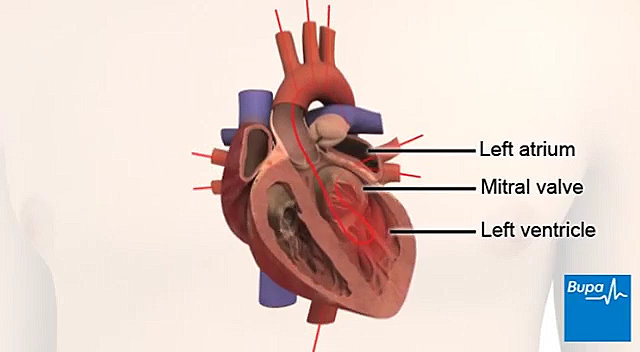 Left atrium
Mitral valve
Left ventricle
Bupa